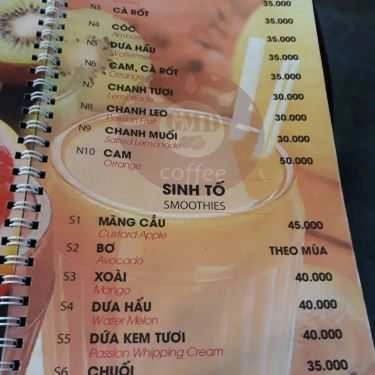 N3 CÀ RỐT 35.000
N4 CÓC 35.000
N5 DƯA HẤU 35.000
N6 CAM, CÀ RỐT 35.000
Orrange
N7 CHANH TƯƠI 30.000
Lemonade
N8 CHANH LEO 30.000
Passion Fruit
N9 CHANH MUỐI 30.000
Salted Lemonade
N10 CAM 50.000
Orrange
coffee
SINH TỐ
SMOOTHIES
S1 MÃNG CẦU 45.000
Custard Apple
S2 BƠ THEO MÙA
Avocado
S3 XOÀI 40.000
Mango
S4 DƯA HẤU 40.000
Water Melon
S5 DỨA KEM TƯƠI 40.000
Passion Whipping Cream
S6 CHUỐI 35.000